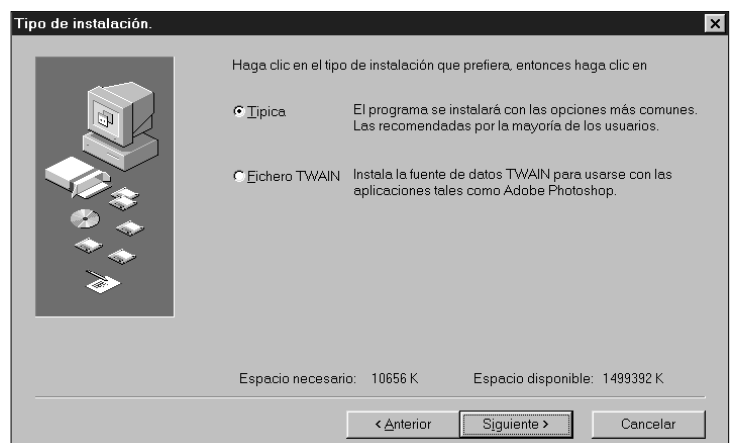 Tipo de instalación.
Haga clic en el tipo de instalación que prefiera, entonces haga clic en
Tipica
El programa se instalará con las opciones más comunes.
Las recomendadas por la mayoría de los usuarios.
Fichero TWAIN
Instala la fuente de datos TWAIN para usarse con las
aplicaciones tales como Adobe Photoshop.
Espacio necesario: 10656 K
Espacio disponible: 1499392 K
< Anterior
Siguiente >
Cancelar